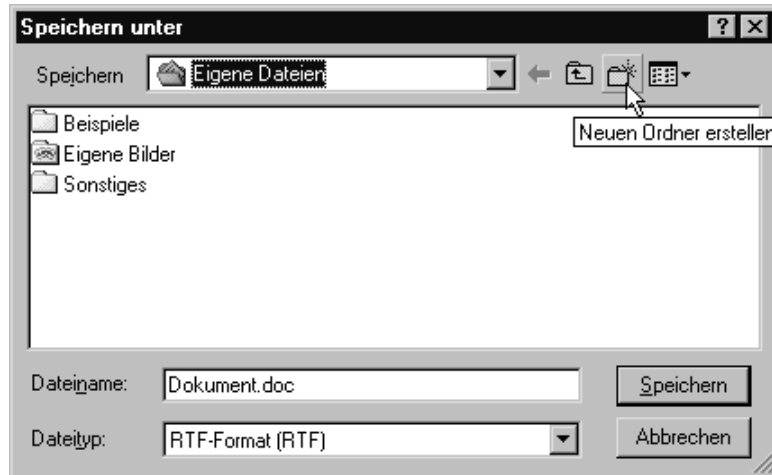 Speichern unter
Speichern Eigene Dateien
Beispiele
Neuen Ordner erstellen
Eigene Bilder
Sonstiges
Dateiname: Dokument.doc Speichern
Dateityp: RTF-Format (RTF) Abbrechen